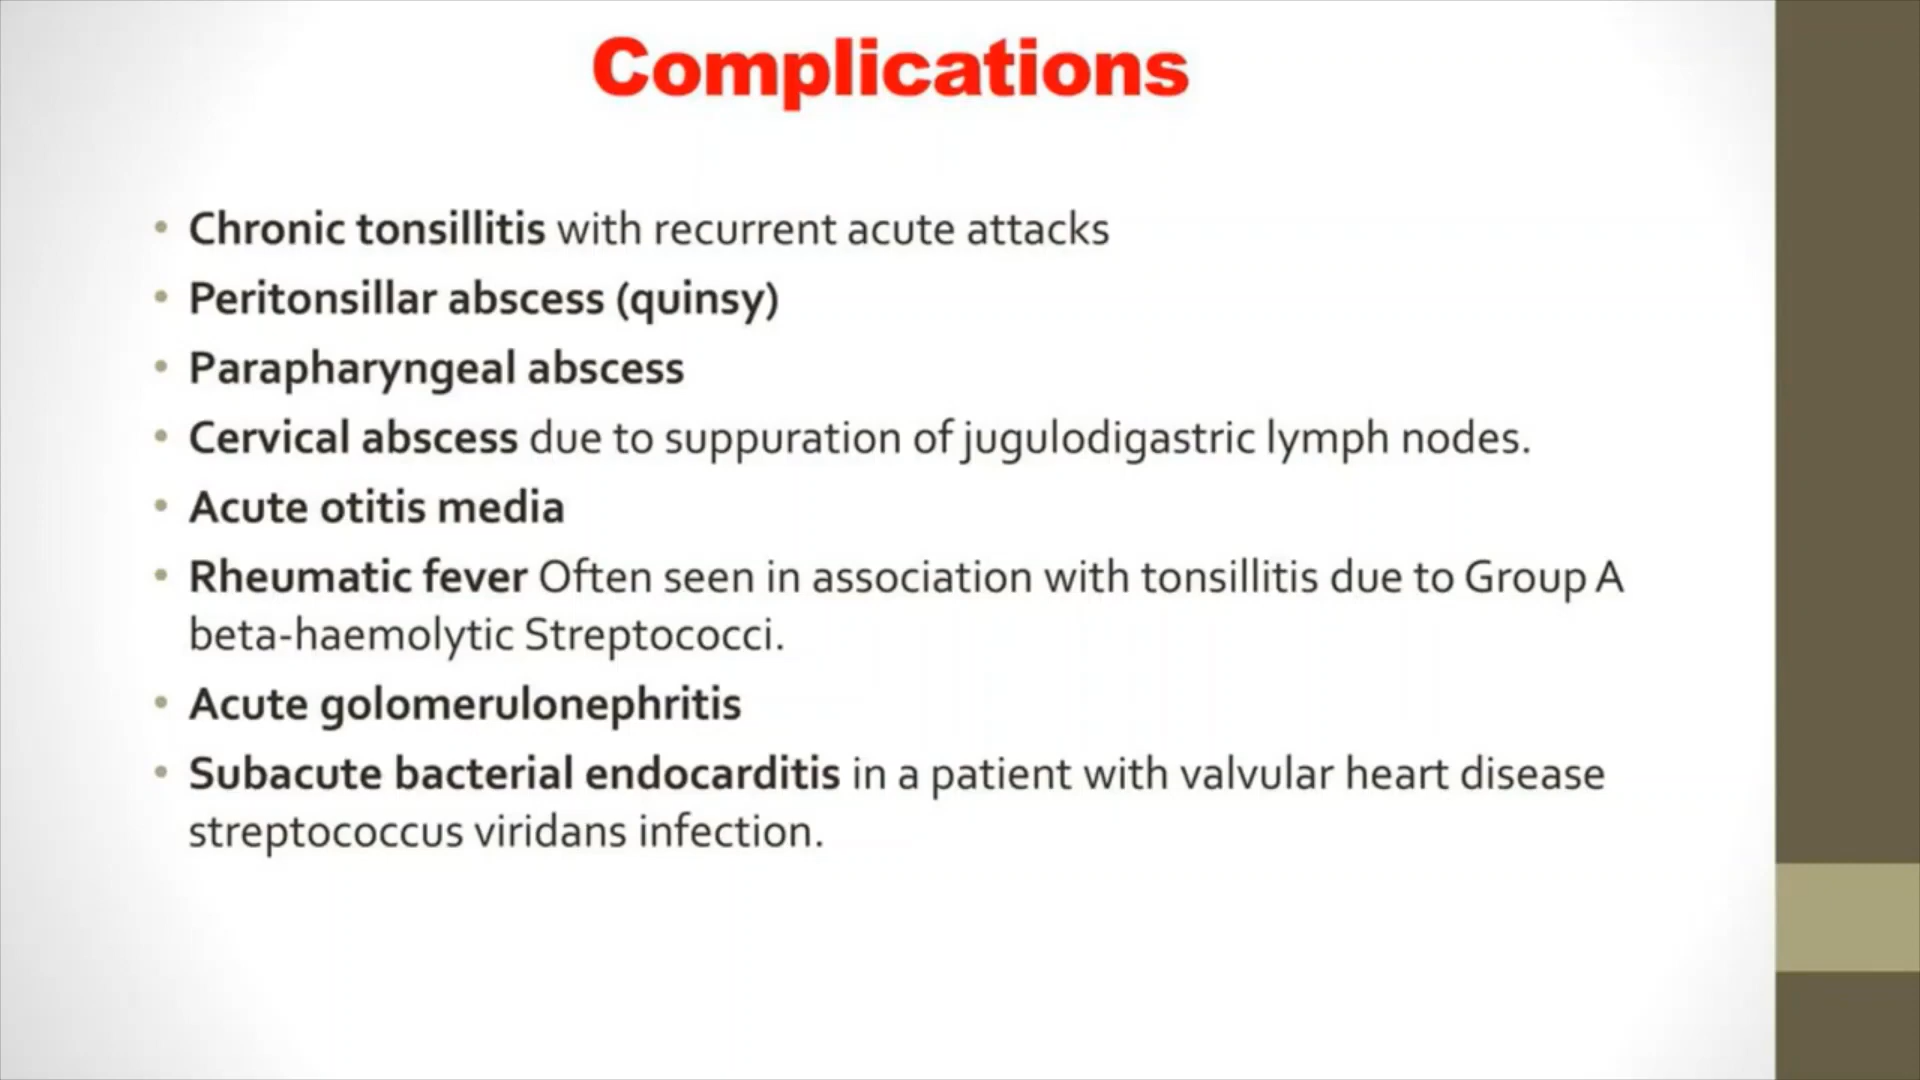 Complications
• Chronic tonsillitis with recurrent acute attacks
• Peritonsillar abscess (quinsy)
• Parapharyngeal abscess
• Cervical abscess due to suppuration of jugulodigastric lymph nodes.
• Acute otitis media
• Rheumatic fever Often seen in association with tonsillitis due to Group A
beta-haemolytic Streptococci.
• Acute golomerulonephritis
• Subacute bacterial endocarditis in a patient with valvular heart disease
streptococcus viridans infection.